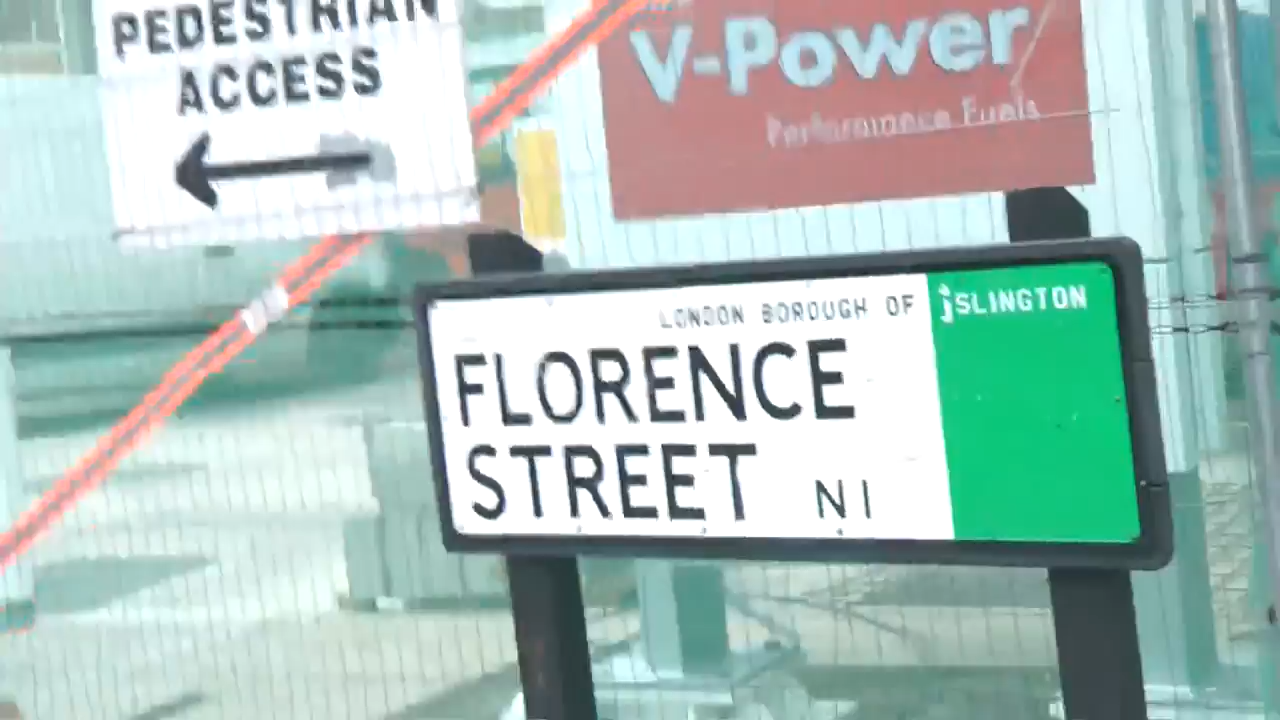 PEDESTRIAN
ACCESS
V-Power
Performance Fuels
LONDON BOROUGH OF ISLINGTON
FLORENCE
STREET N1